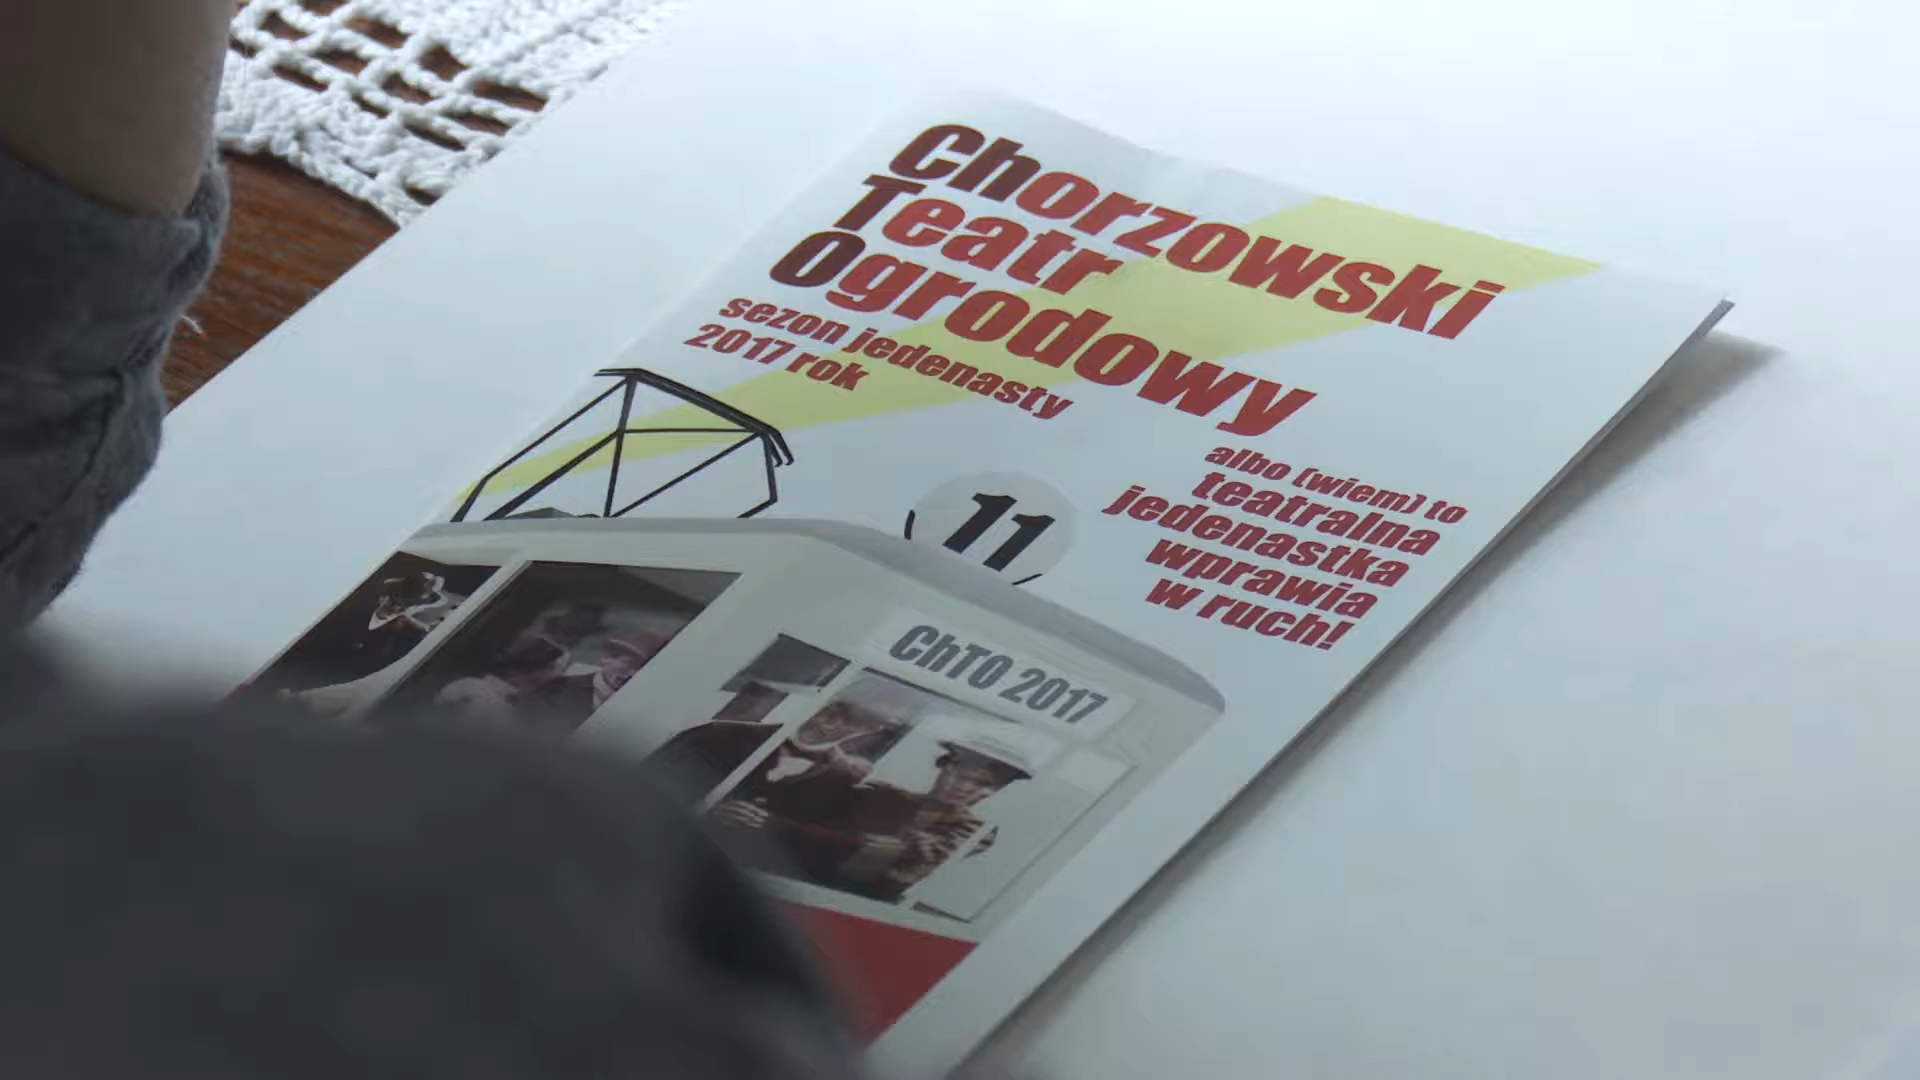 Chorzowski
Teatr
Ogrodowy
sezon jedenasty
2017 rok
albo (wiem) to
teatralna
jedenastka
wprawia
w ruch!
11
ChTO 2017